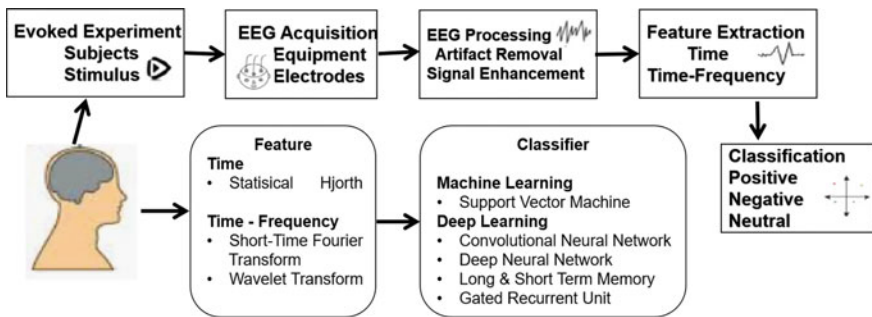 Evoked Experiment
Subjects
Stimulus
EEG Acquisition
Equipment
Electrodes
EEG Processing
Artifact Removal
Signal Enhancement
Feature Extraction
Time
Time-Frequency
Classification
Positive
Negative
Neutral
Feature
Time
• Statisical Hjorth
Time - Frequency
• Short-Time Fourier
Transform
• Wavelet Transform
Classifier
Machine Learning
• Support Vector Machine
Deep Learning
• Convolutional Neural Network
• Deep Neural Network
• Long & Short Term Memory
• Gated Recurrent Unit